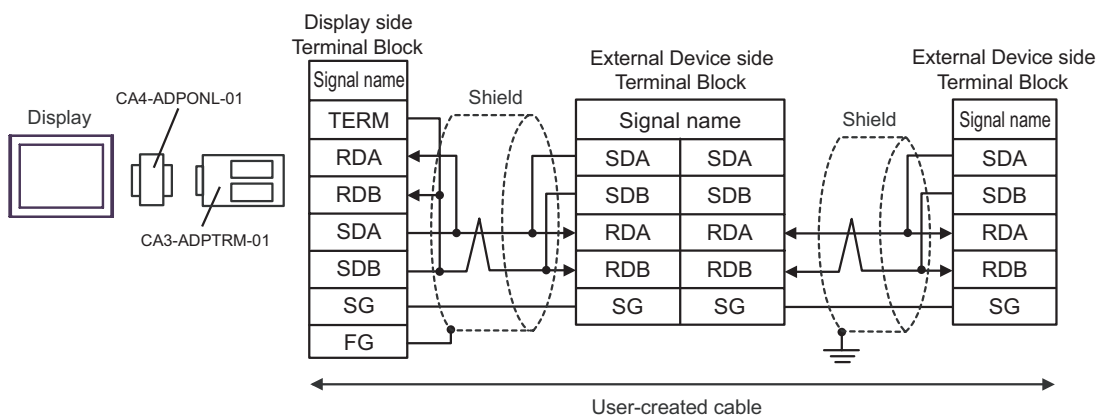 Display side
Terminal Block
External Device side
Terminal Block
External Device side
Terminal Block
CA4-ADPONL-01
Display
CA3-ADPTRM-01
Signal name
TERM
RDA
RDB
SDA
SDB
SG
FG
Shield
Signal name
SDA SDA
SDB SDB
RDA RDA
RDB RDB
SG SG
Shield
Signal name
SDA
SDB
RDA
RDB
SG
User-created cable